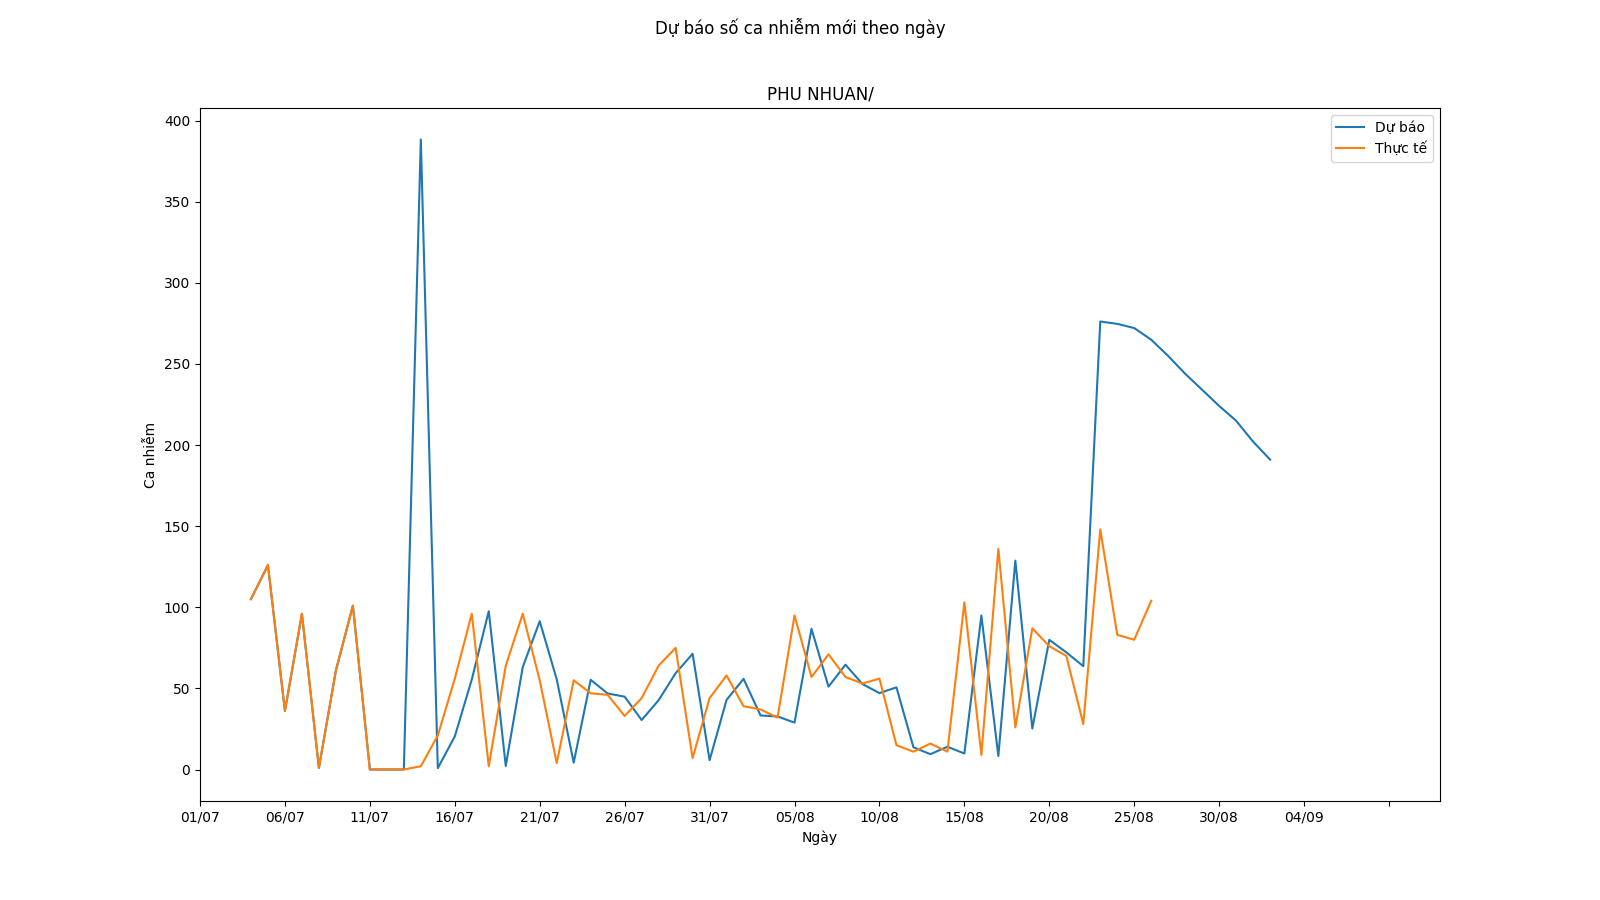 Dự báo số ca nhiễm mới theo ngày
PHU NHUAN/
Dự báo
Thực tế
400
350
300
250
200
150
100
50
0
Ca nhiễm
01/07 06/07 11/07 16/07 21/07 26/07 31/07 05/08 10/08 15/08 20/08 25/08 30/08 04/09
Ngày